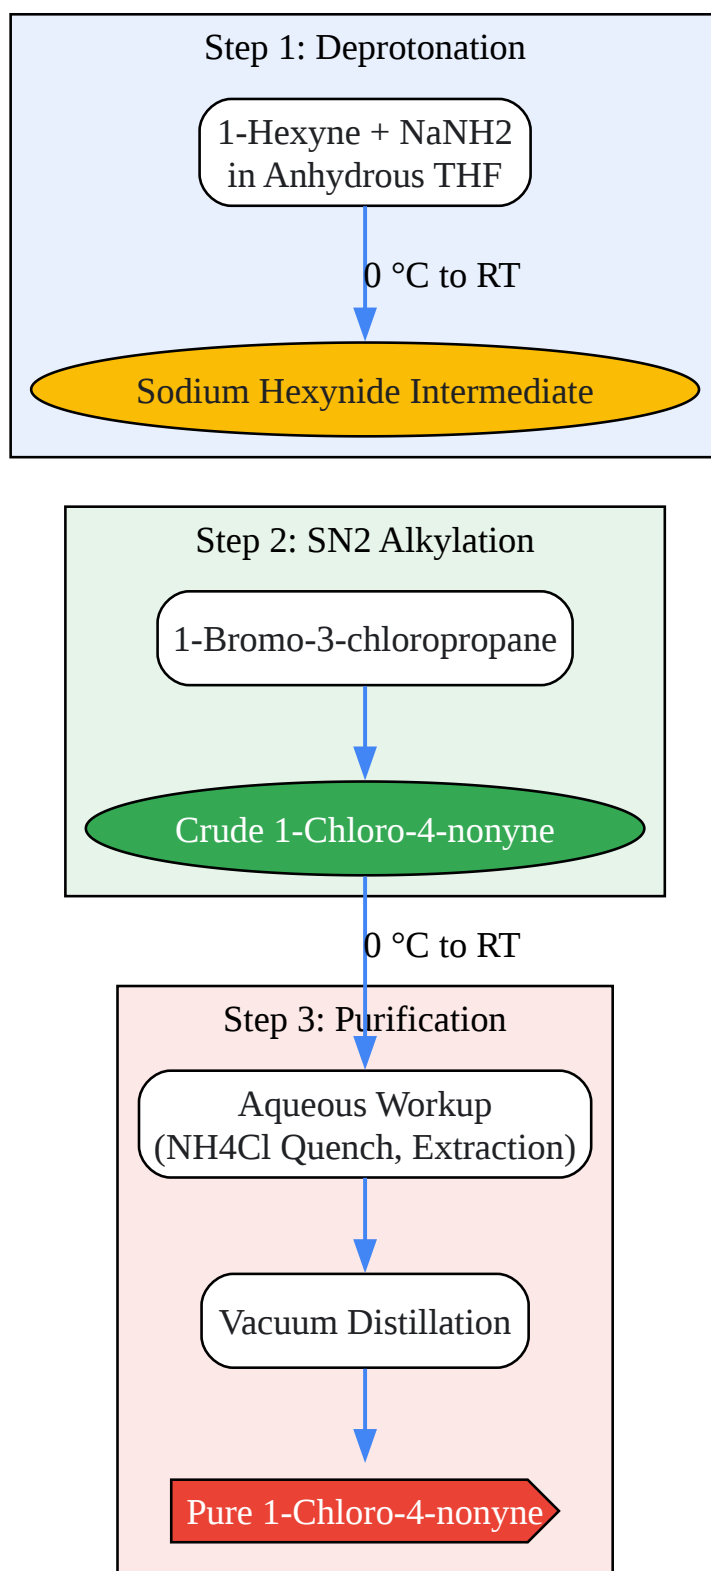 Step 1: Deprotonation
1-Hexyne + NaNH2
in Anhydrous THF
0 °C to RT
Sodium Hexynide Intermediate
Step 2: SN2 Alkylation
1-Bromo-3-chloropropane
Crude 1-Chloro-4-nonyne
0 °C to RT
Step 3: Purification
Aqueous Workup
(NH4Cl Quench, Extraction)
Vacuum Distillation
Pure 1-Chloro-4-nonyne